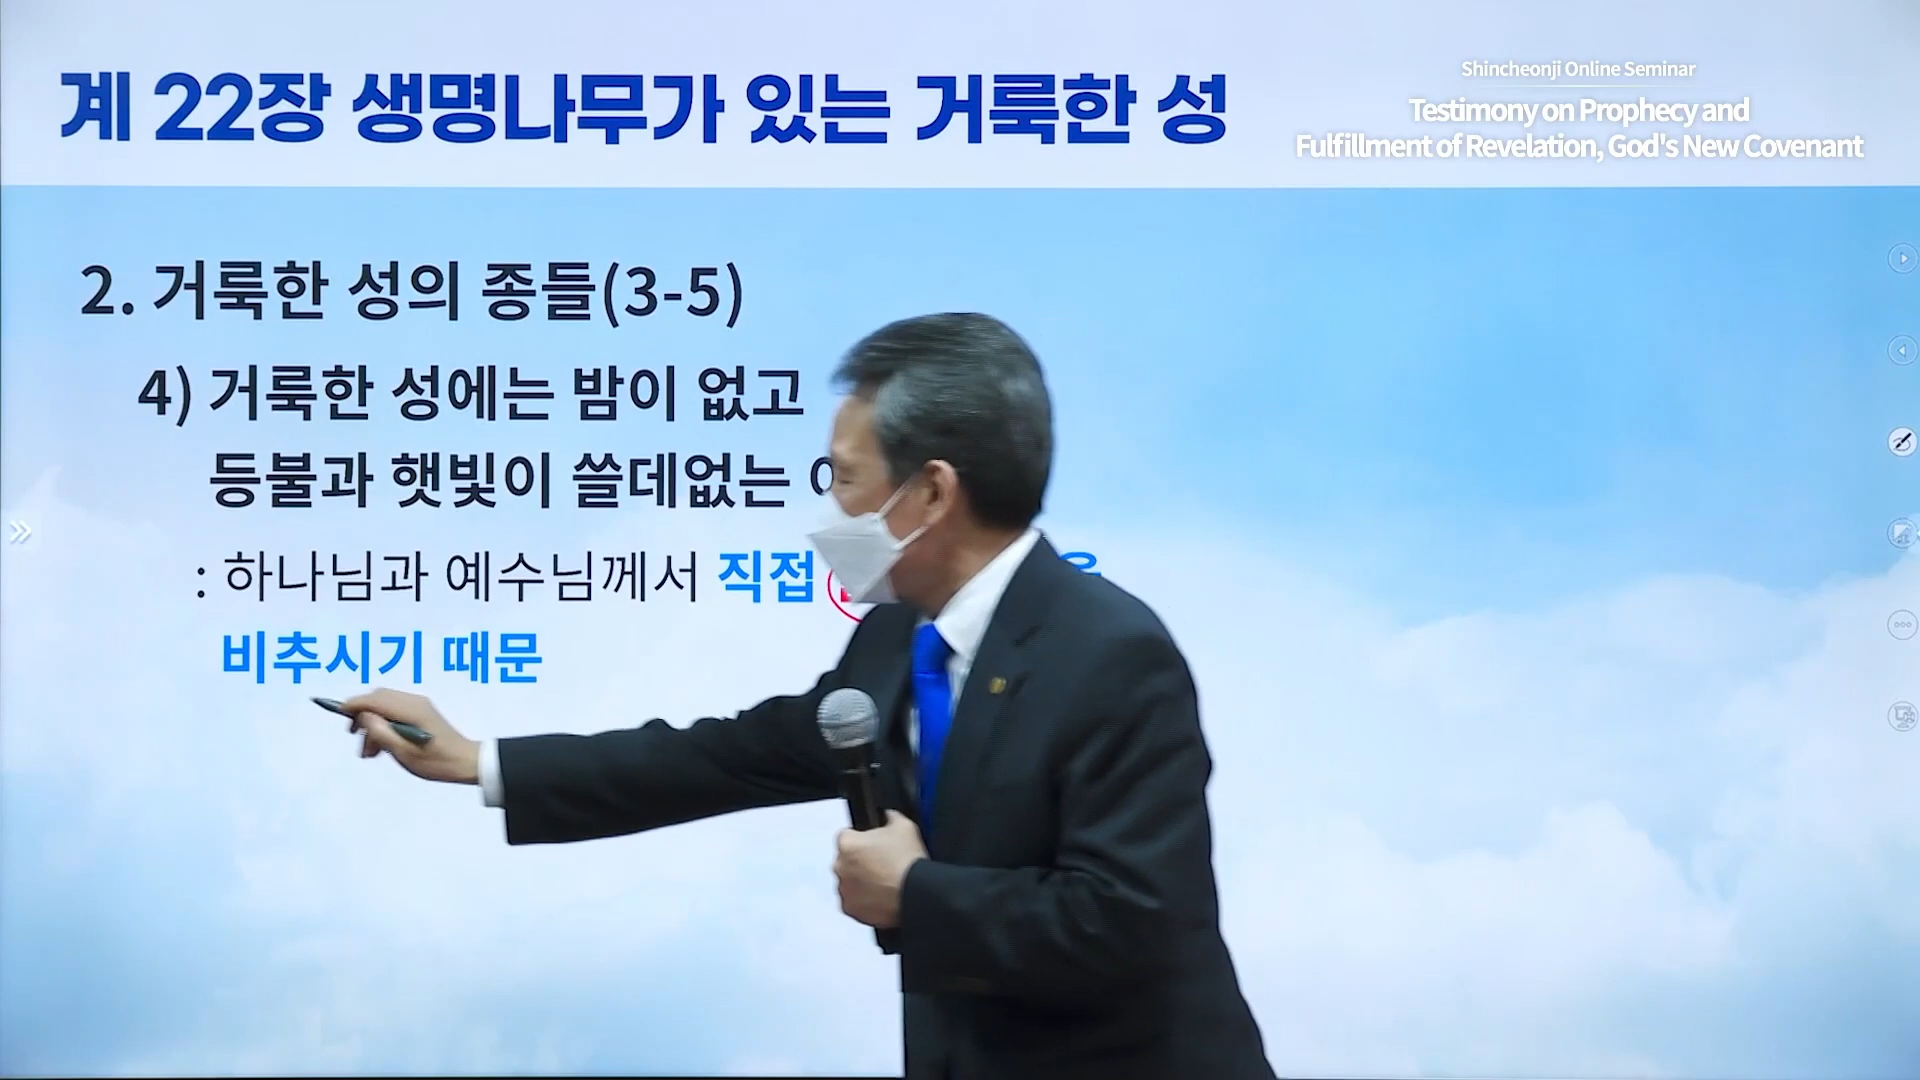 계 22장 생명나무가 있는 거룩한 성
Shincheonji Online Seminar
Testimony on Prophecy and
Fulfillment of Revelation, God's New Covenant
2. 거룩한 성의 종들(3-5)
4) 거룩한 성에는 밤이 없고
등불과 햇빛이 쓸데없는
: 하나님과 예수님께서 직접
비추시기 때문